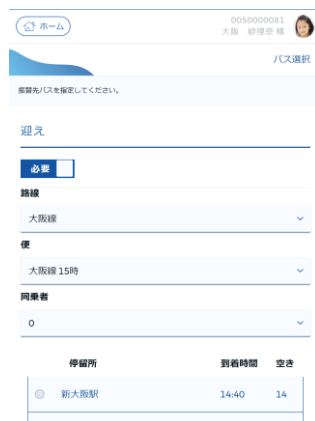 ホーム
0050000081
大阪 紗理奈 様
バス選択
振替先バスを指定してください。
迎え
必要
路線
大阪線
便
大阪線 15時
同乗者
0
停留所 到着時間 空き
新大阪駅 14:40 14